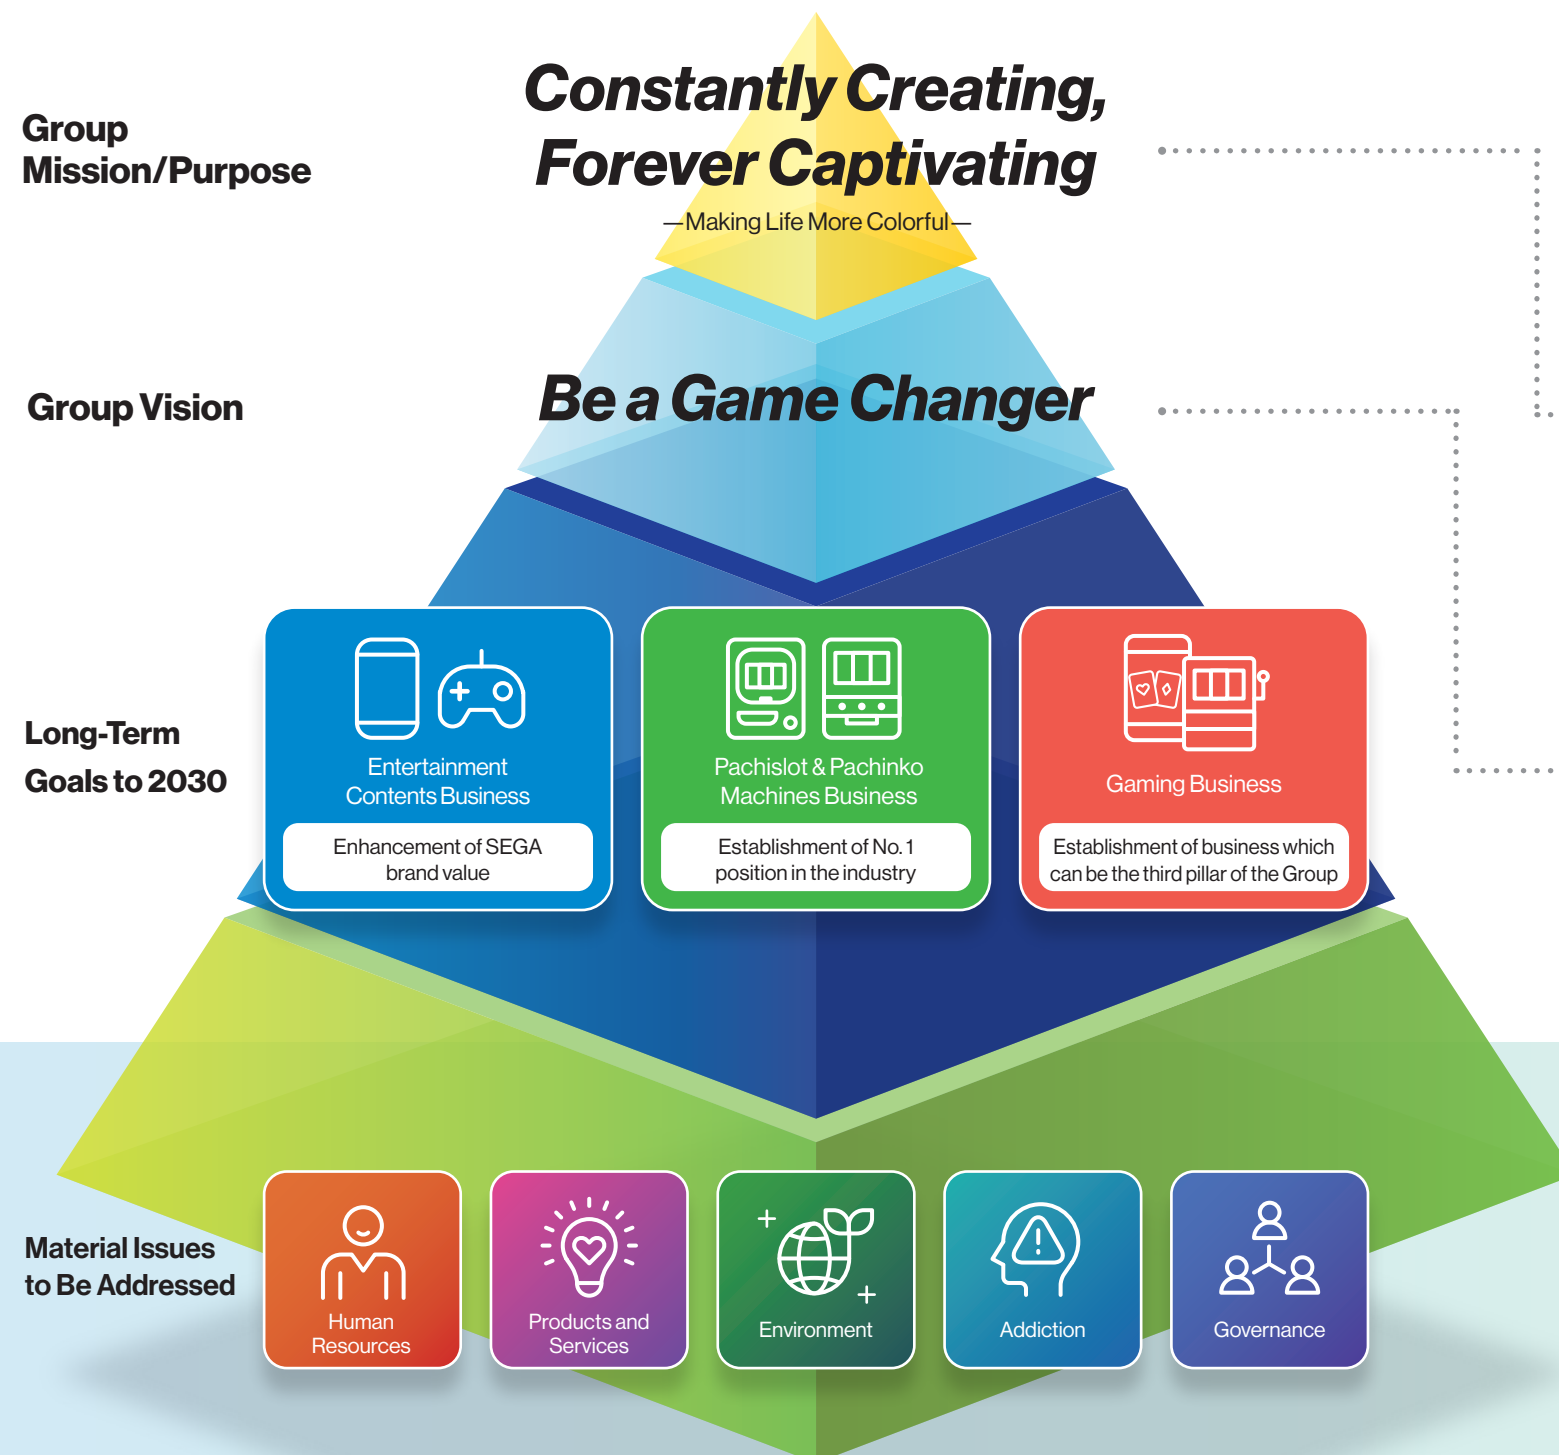 Group
Mission/Purpose
Constantly Creating,
Forever Captivating
—Making Life More Colorful—
Group Vision
Be a Game Changer
Long-Term
Goals to 2030
Entertainment
Contents Business
Enhancement of SEGA
brand value
Pachislot & Pachinko
Machines Business
Establishment of No. 1
position in the industry
Gaming Business
Establishment of business which
can be the third pillar of the Group
Material Issues
to Be Addressed
Human
Resources
Products and
Services
Environment
Addiction
Governance